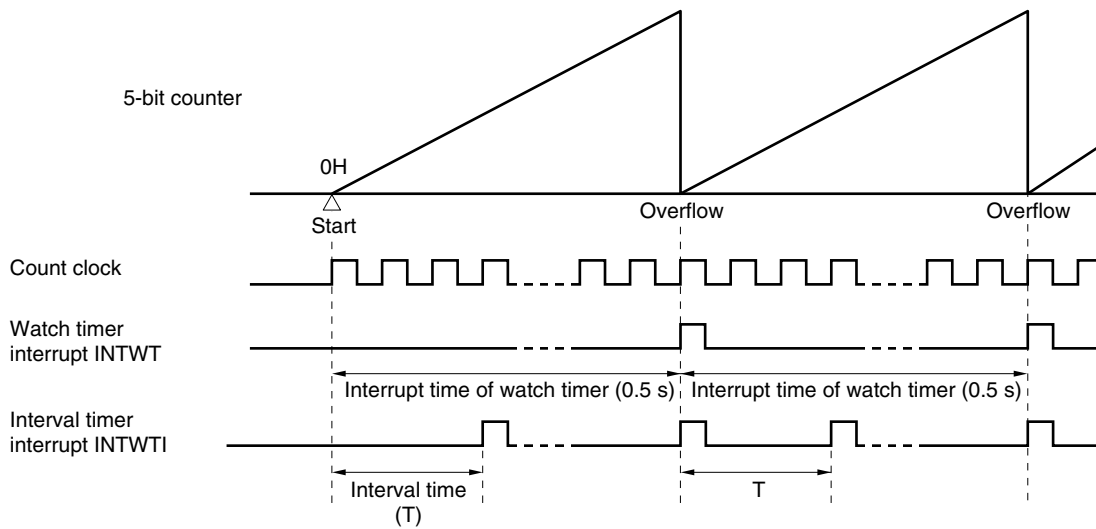 5-bit counter
0H
Start
Overflow
Overflow
Count clock
Watch timer
interrupt INTWT
Interrupt time of watch timer (0.5 s)
Interrupt time of watch timer (0.5 s)
Interval timer
interrupt INTWTI
Interval time
(T)
T